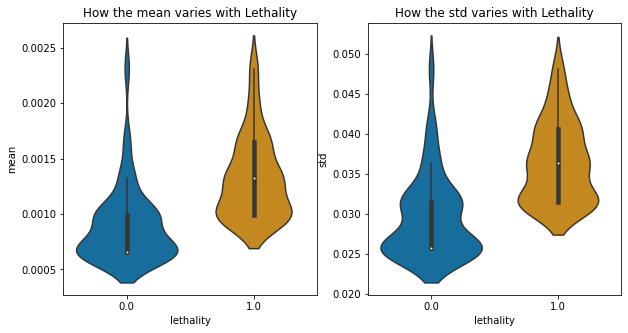 How the mean varies with Lethality
mean
0.0025
0.0020
0.0015
0.0010
0.0005
0.0
1.0
lethality
How the std varies with Lethality
std
0.050
0.045
0.040
0.035
0.030
0.025
0.020
0.0
1.0
lethality